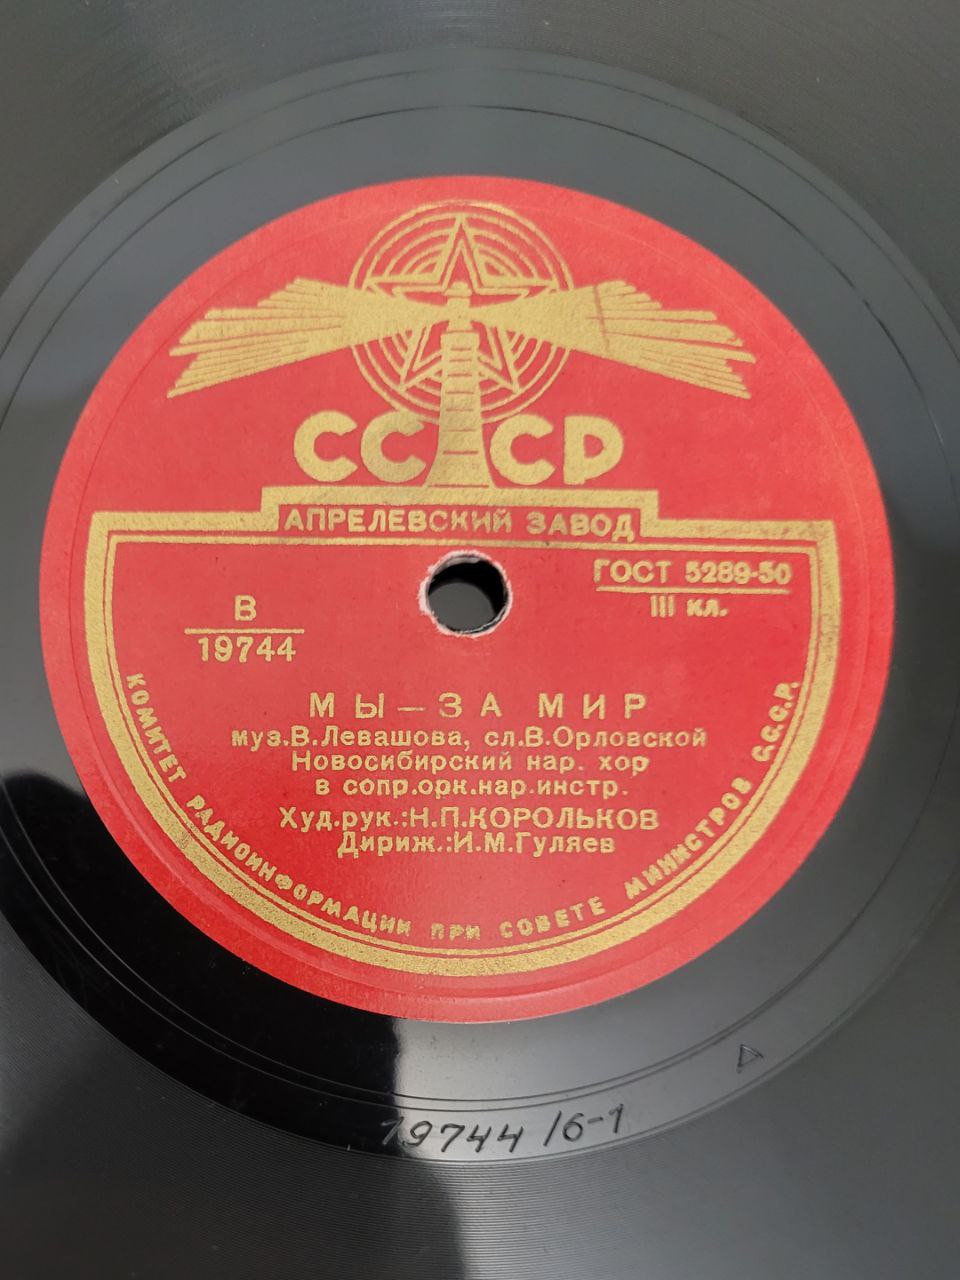 СССР
АПРЕЛЕВСКИЙ ЗАВОД
ГОСТ 5289-50
III кл.
В
19744
МЫ—ЗА МИР
муз.В.Левашова, сл.В.Орловской
Новосибирский нар. хор
в сопр.орк.нар.инстр.
Худ.рук.:Н.П.КОРОЛЬКОВ
Дириж.:И.М.Гуляев
КОМИТЕТ РАДИОИНФОРМАЦИИ ПРИ СОВЕТЕ МИНИСТРОВ С.С.С.Р.
19744 /6-1